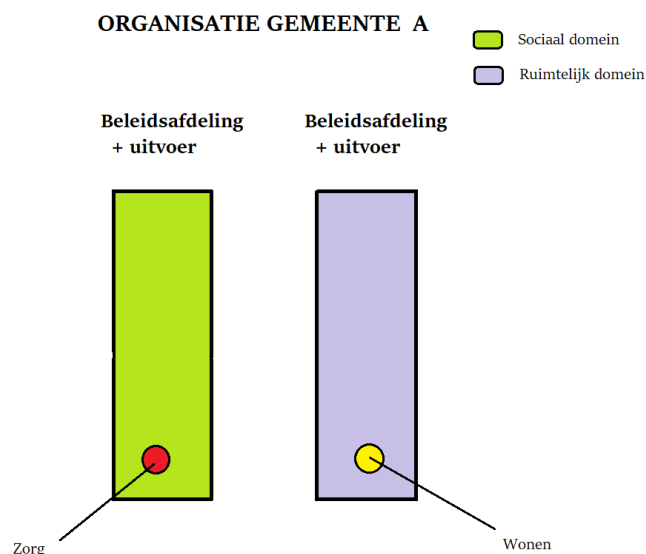 ORGANISATIE GEMEENTE A
Sociaal domein
Ruimtelijk domein
Beleidsafdeling
+ uitvoer
Beleidsafdeling
+ uitvoer
Zorg
Wonen